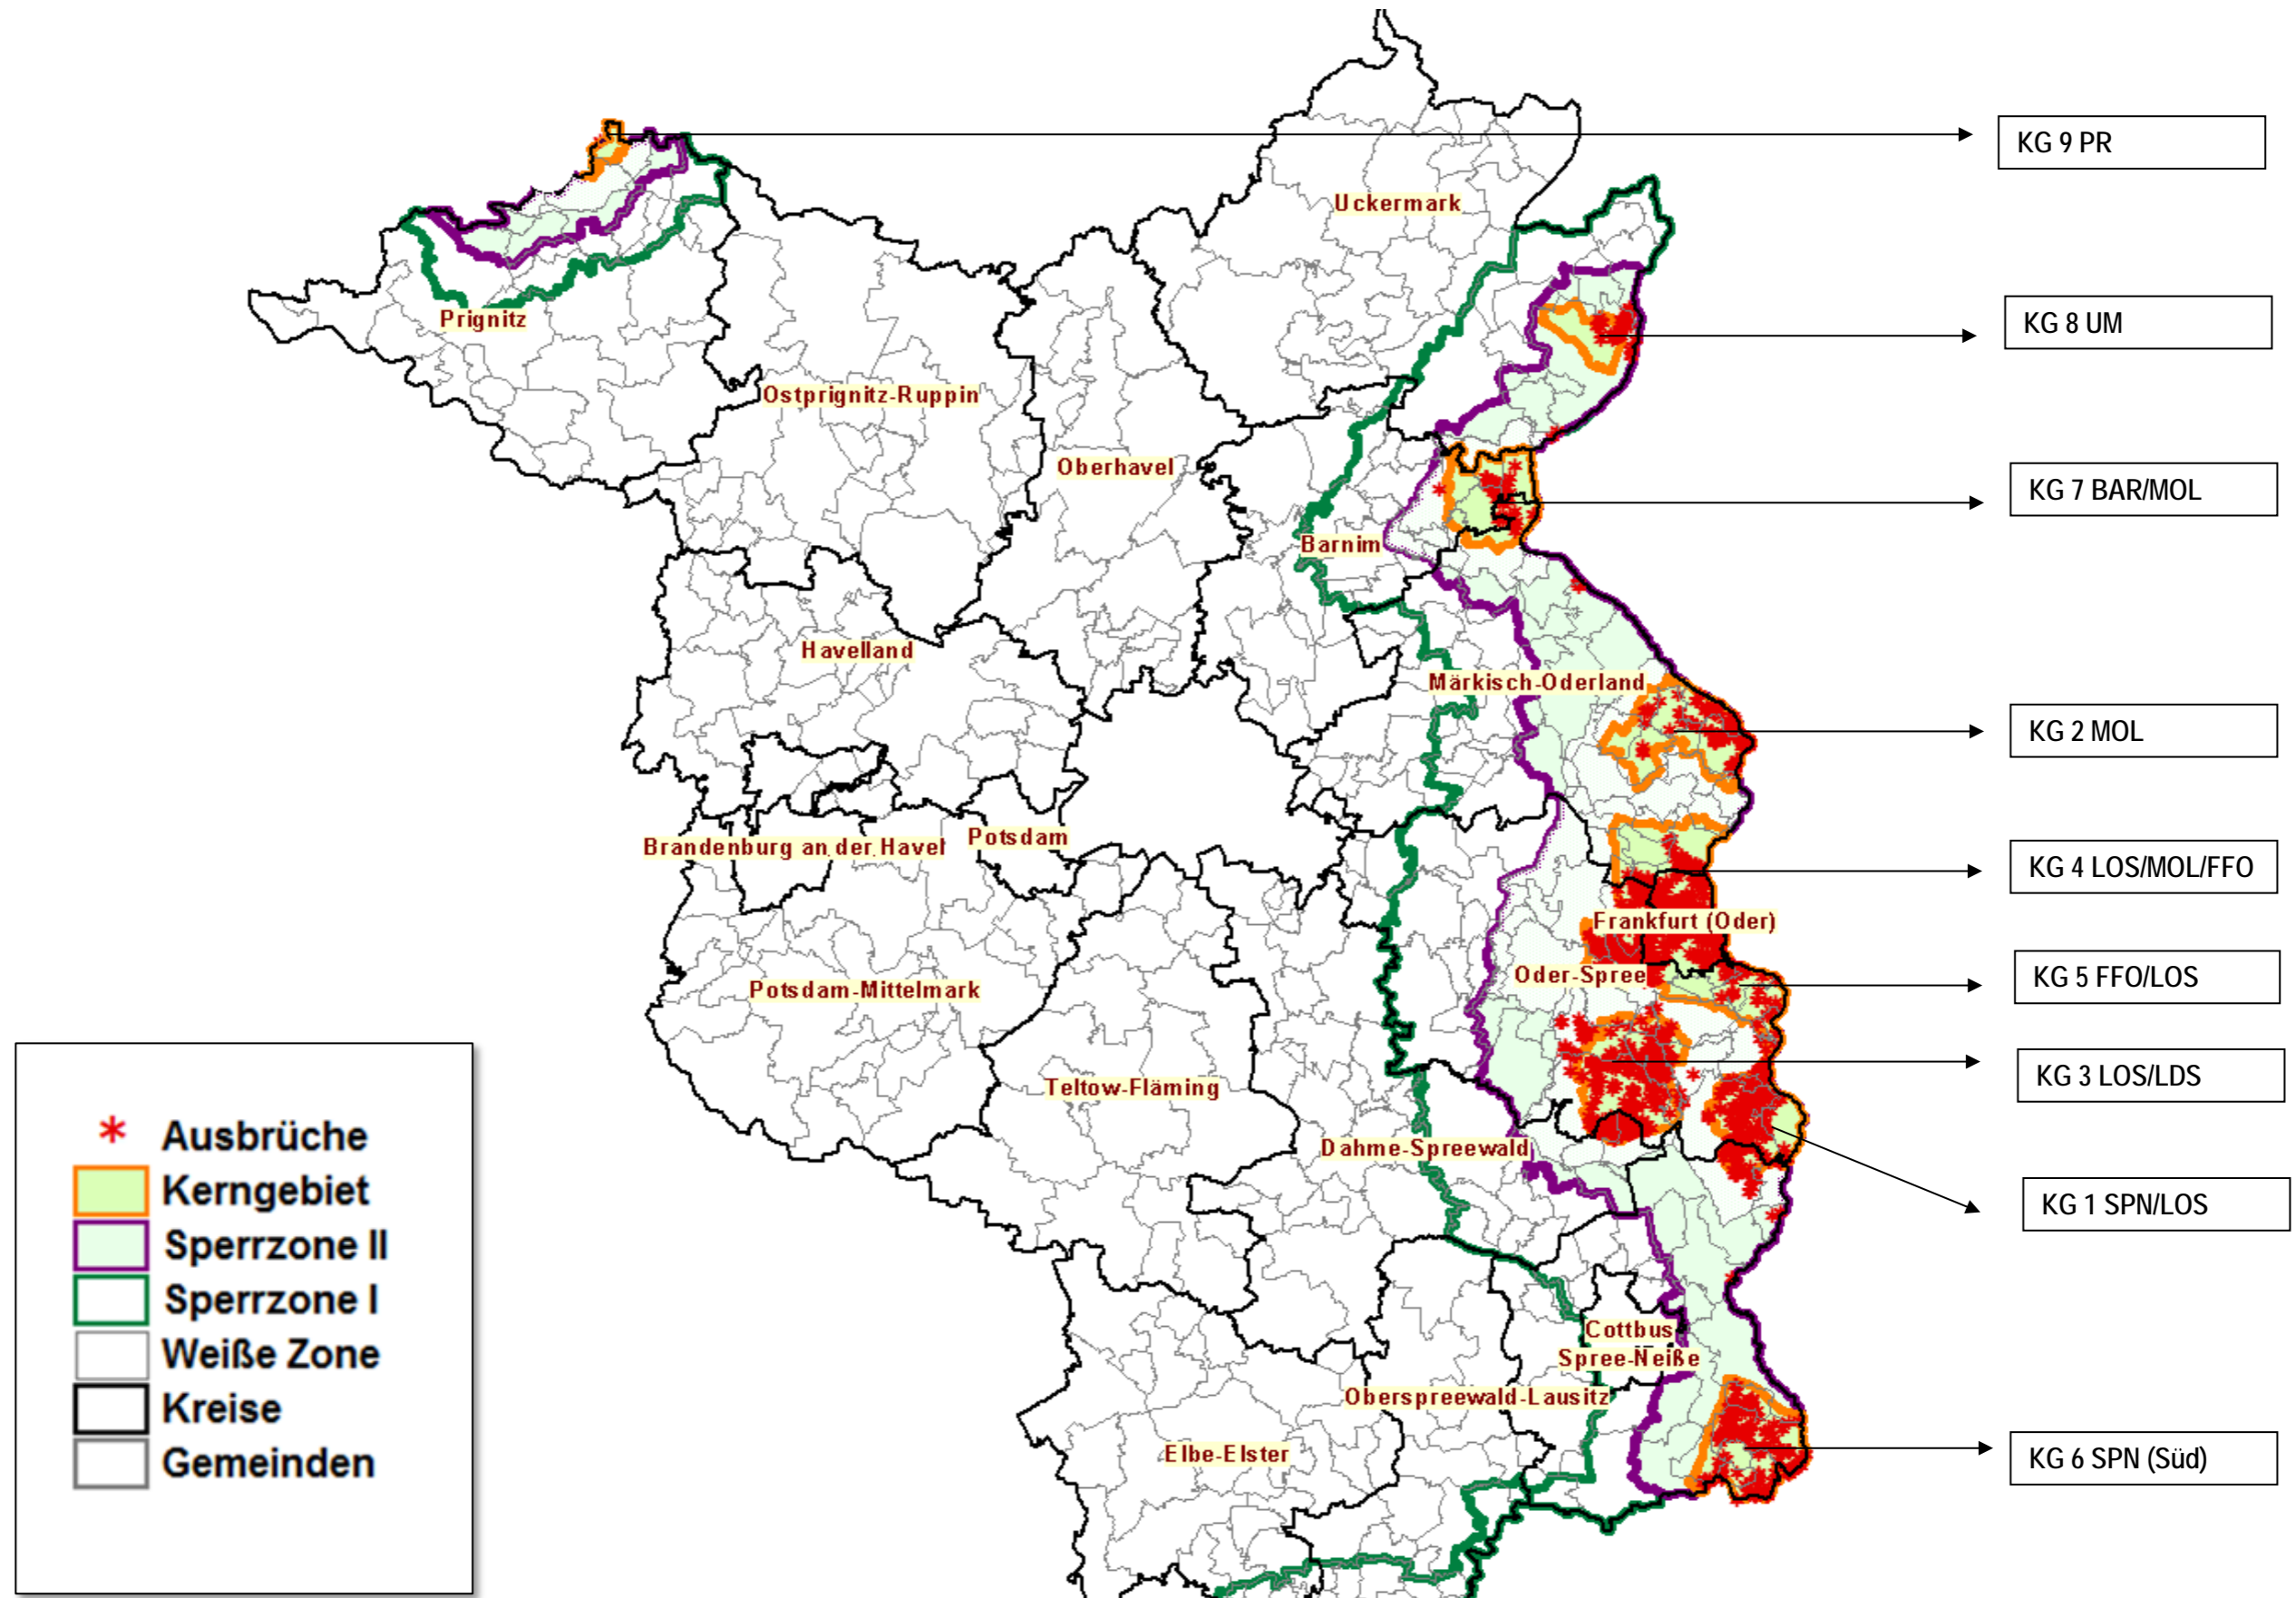 KG 9 PR
Uckermark
KG 8 UM
Prignitz
Ostprignitz-Ruppin
Oberhavel
KG 7 BAR/MOL
Barnim
Havelland
Märkisch-Oderland
KG 2 MOL
Brandenburg an der Havel
Potsdam
KG 4 LOS/MOL/FFO
Frankfurt (Oder)
Oder-Spree
KG 5 FFO/LOS
Potsdam-Mittelmark
KG 3 LOS/LDS
Teltow-Fläming
Dahme-Spreewald
KG 1 SPN/LOS
Cottbus
Spree-Neiße
Oberspreewald-Lausitz
Elbe-Elster
KG 6 SPN (Süd)
Ausbrüche
Kerngebiet
Sperrzone II
Sperrzone I
Weiße Zone
Kreise
Gemeinden